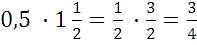 0,5 · 1 1/2 = 1/2 · 3/2 = 3/4